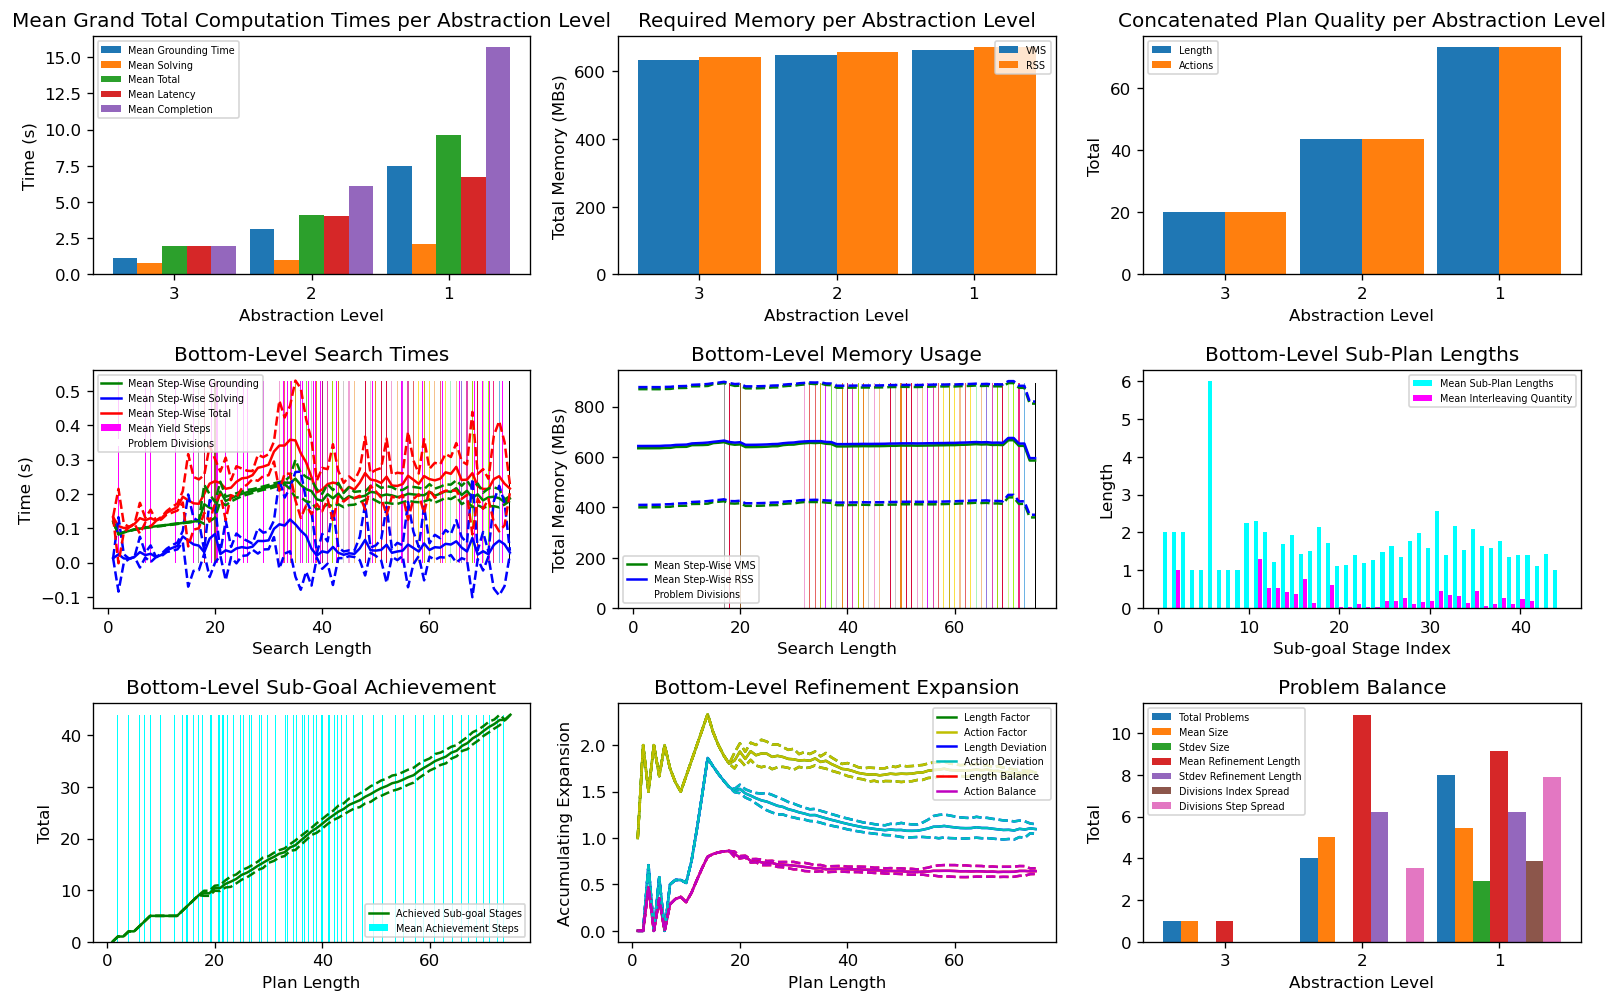 Mean Grand Total Computation Times per Abstraction Level
Time (s)
15.0
12.5
10.0
7.5
5.0
2.5
0.0
Mean Grounding Time
Mean Solving
Mean Total
Mean Latency
Mean Completion
3 2 1
Abstraction Level
Required Memory per Abstraction Level
Total Memory (MBs)
600
400
200
0
VMS
RSS
3 2 1
Abstraction Level
Concatenated Plan Quality per Abstraction Level
Total
60
40
20
0
Length
Actions
3 2 1
Abstraction Level
Bottom-Level Search Times
Time (s)
0.5
0.4
0.3
0.2
0.1
0.0
−0.1
Mean Step-Wise Grounding
Mean Step-Wise Solving
Mean Step-Wise Total
Mean Yield Steps
Problem Divisions
0 20 40 60
Search Length
Bottom-Level Memory Usage
Total Memory (MBs)
800
600
400
200
0
Mean Step-Wise VMS
Mean Step-Wise RSS
Problem Divisions
0 20 40 60
Search Length
Bottom-Level Sub-Plan Lengths
Length
6
5
4
3
2
1
0
Mean Sub-Plan Lengths
Mean Interleaving Quantity
0 10 20 30 40
Sub-goal Stage Index
Bottom-Level Sub-Goal Achievement
Total
40
30
20
10
0
Achieved Sub-goal Stages
Mean Achievement Steps
0 20 40 60
Plan Length
Bottom-Level Refinement Expansion
Accumulating Expansion
2.0
1.5
1.0
0.5
0.0
Length Factor
Action Factor
Length Deviation
Action Deviation
Length Balance
Action Balance
0 20 40 60
Plan Length
Problem Balance
Total
10
8
6
4
2
0
Total Problems
Mean Size
Stdev Size
Mean Refinement Length
Stdev Refinement Length
Divisions Index Spread
Divisions Step Spread
3 2 1
Abstraction Level